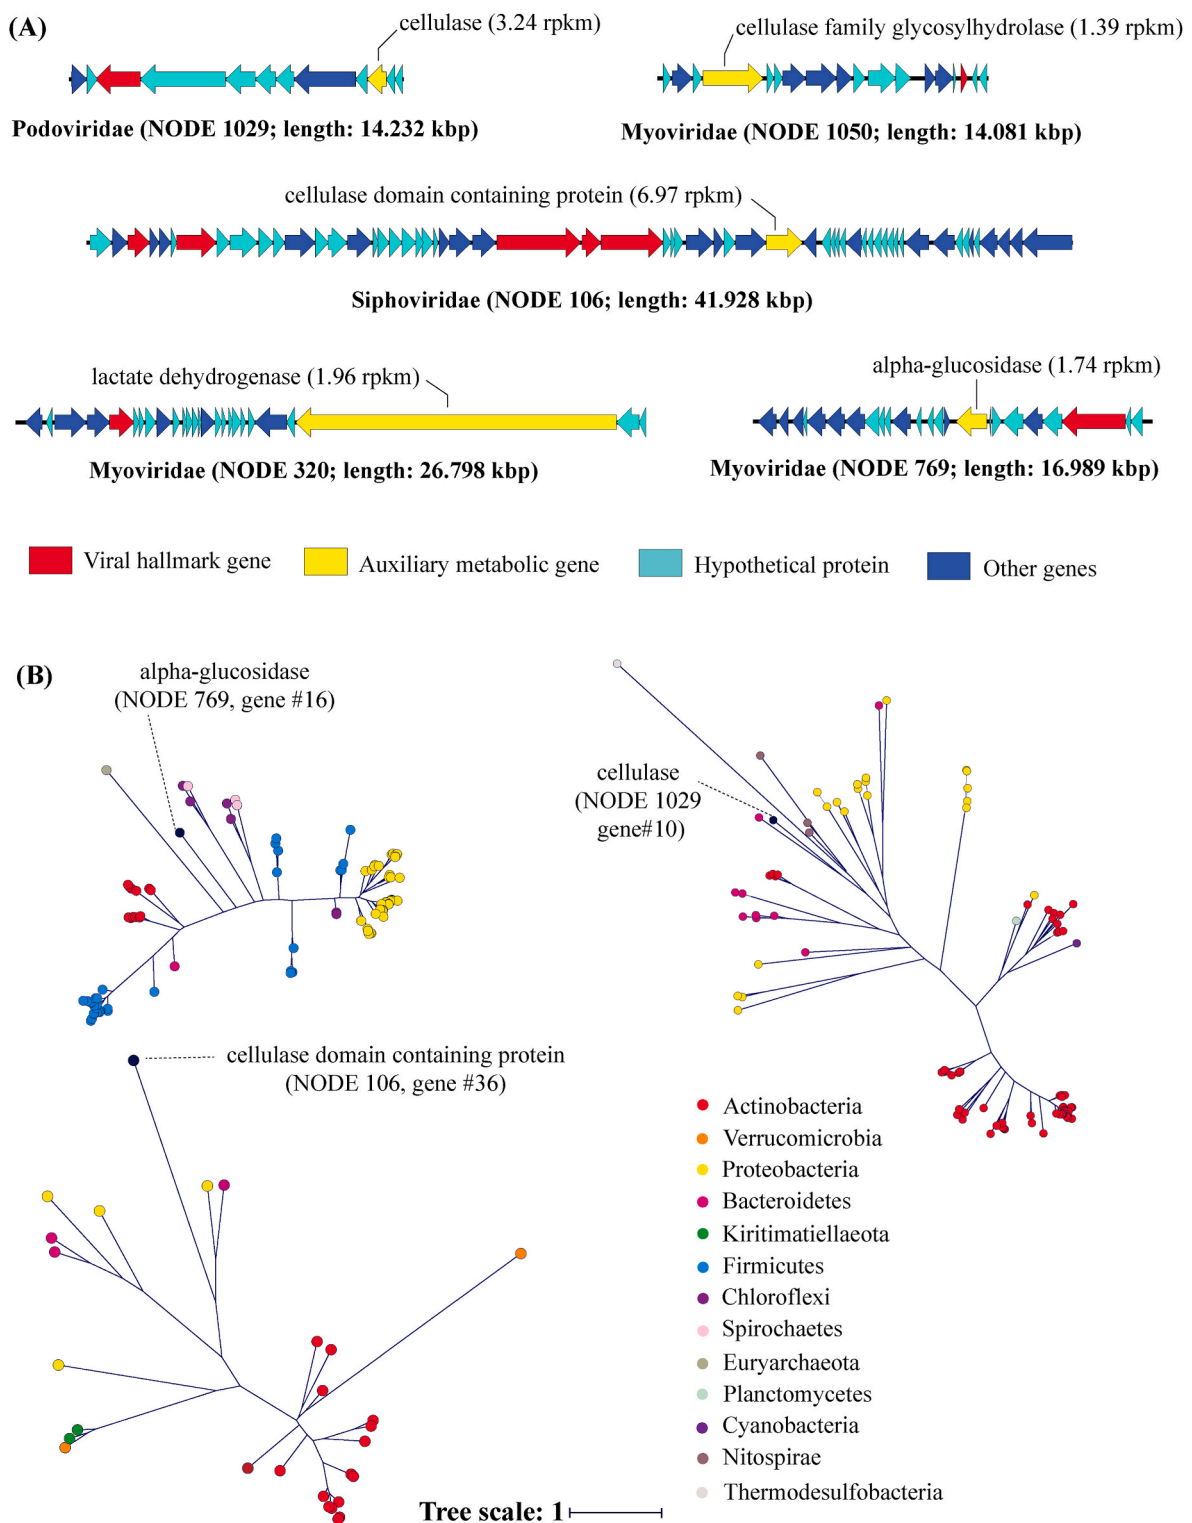 (A)
cellulase (3.24 rpkm)
cellulase family glycosylhydrolase (1.39 rpkm)
Podoviridae (NODE 1029; length: 14.232 kbp)
Myoviridae (NODE 1050; length: 14.081 kbp)
cellulase domain containing protein (6.97 rpkm)
Siphoviridae (NODE 106; length: 41.928 kbp)
lactate dehydrogenase (1.96 rpkm)
alpha-glucosidase (1.74 rpkm)
Myoviridae (NODE 320; length: 26.798 kbp)
Myoviridae (NODE 769; length: 16.989 kbp)
Viral hallmark gene
Auxiliary metabolic gene
Hypothetical protein
Other genes
(B)
alpha-glucosidase
(NODE 769, gene #16)
cellulase
(NODE 1029
gene#10)
cellulase domain containing protein
(NODE 106, gene #36)
Actinobacteria
Verrucomicrobia
Proteobacteria
Bacteroidetes
Kiritimatiellaeota
Firmicutes
Chloroflexi
Spirochaetes
Euryarchaeota
Planctomycetes
Cyanobacteria
Nitospirae
Thermodesulfobacteria
Tree scale: 1